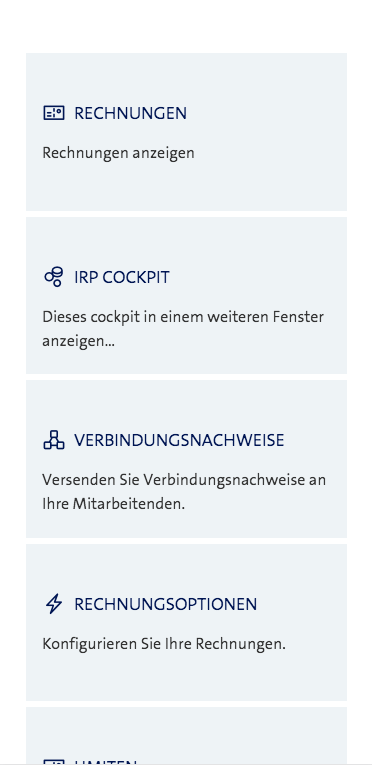 RECHNUNGEN
Rechnungen anzeigen
IRP COCKPIT
Dieses cockpit in einem weiteren Fenster
anzeigen...
VERBINDUNGSNACHWEISE
Versenden Sie Verbindungsnachweise an
Ihre Mitarbeitenden.
RECHNUNGSOPTIONEN
Konfigurieren Sie Ihre Rechnungen.
LIMITEN